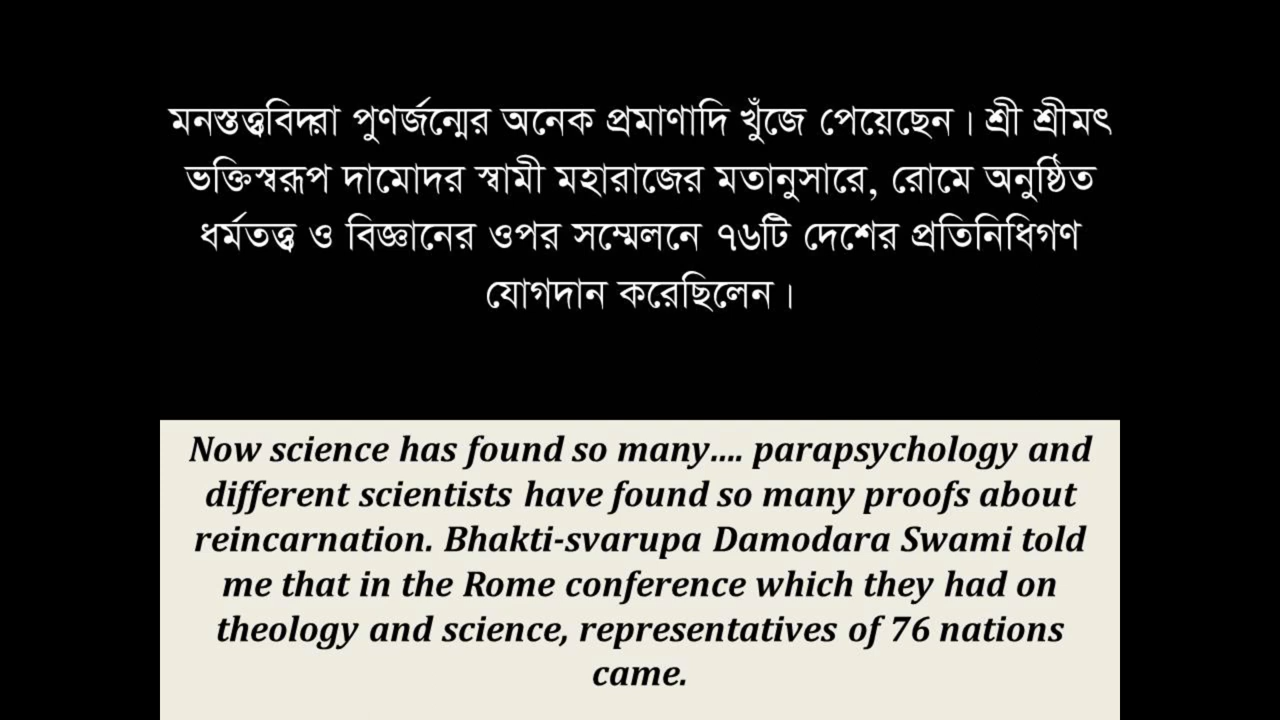 মনস্তত্ত্ববিদরা পুণর্জন্মের অনেক প্রমাণাদি খুঁজে পেয়েছেন। শ্রী শ্রীমৎ
ভক্তিস্বরূপ দামোদর স্বামী মহারাজের মতানুসারে, রোমে অনুষ্ঠিত
ধর্মতত্ত্ব ও বিজ্ঞানের ওপর সম্মেলনে ৭৬টি দেশের প্রতিনিধিগণ
যোগদান করেছিলেন।
Now science has found so many.... parapsychology and
different scientists have found so many proofs about
reincarnation. Bhakti-svarupa Damodara Swami told
me that in the Rome conference which they had on
theology and science, representatives of 76 nations
came.